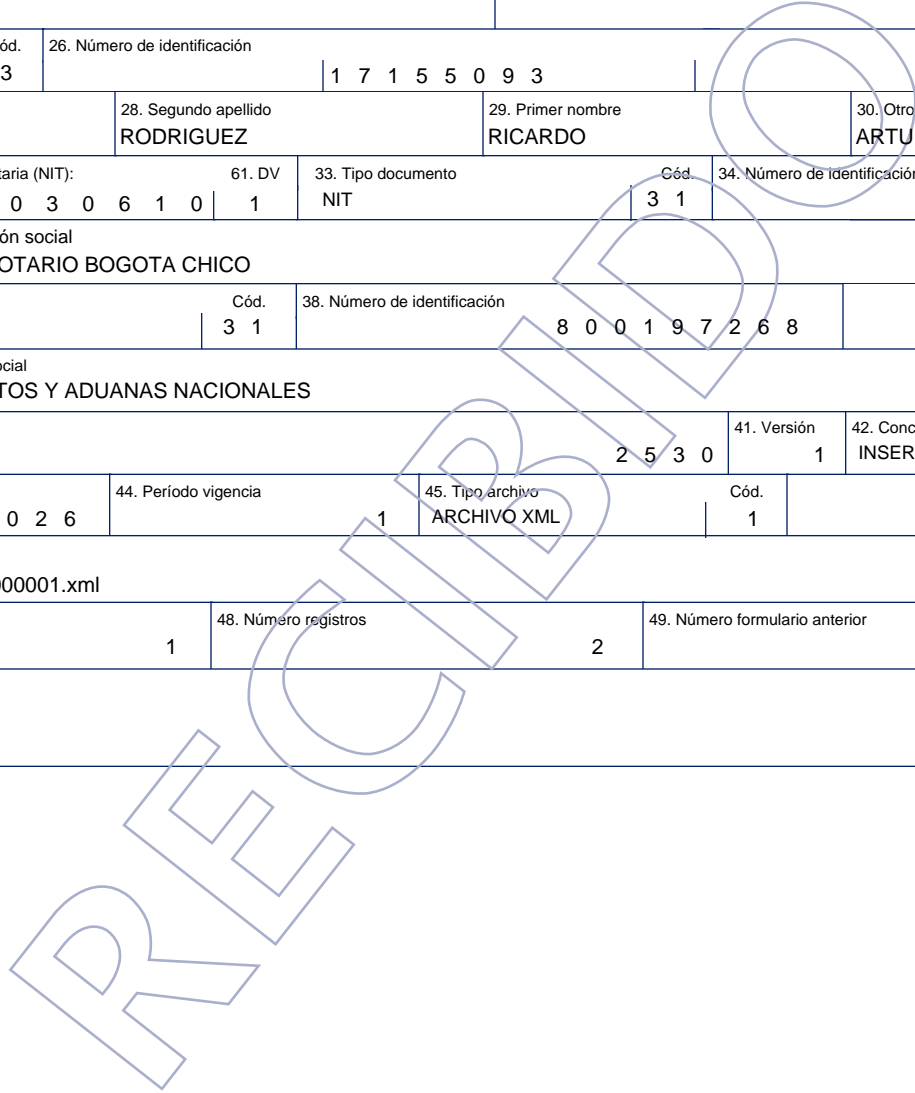 ód. 26. Número de identificación
3 1 7 1 5 5 0 9 3
28. Segundo apellido 29. Primer nombre 30. Otro
RODRIGUEZ RICARDO ARTU
taria (NIT): 61. DV 33. Tipo documento Cód. 34. Número de identificación
0 3 0 6 1 0 1 NIT 3 1
ón social
OTARIO BOGOTA CHICO
Cód. 38. Número de identificación
3 1 8 0 0 1 9 7 2 6 8
ocial
TOS Y ADUANAS NACIONALES
41. Versión 42. Conc
2 5 3 0 1 INSER
44. Período vigencia 45. Tipo archivo Cód.
0 2 6 1 ARCHIVO XML 1
000001.xml
48. Número registros 49. Número formulario anterior
1 2
RECIBIDO